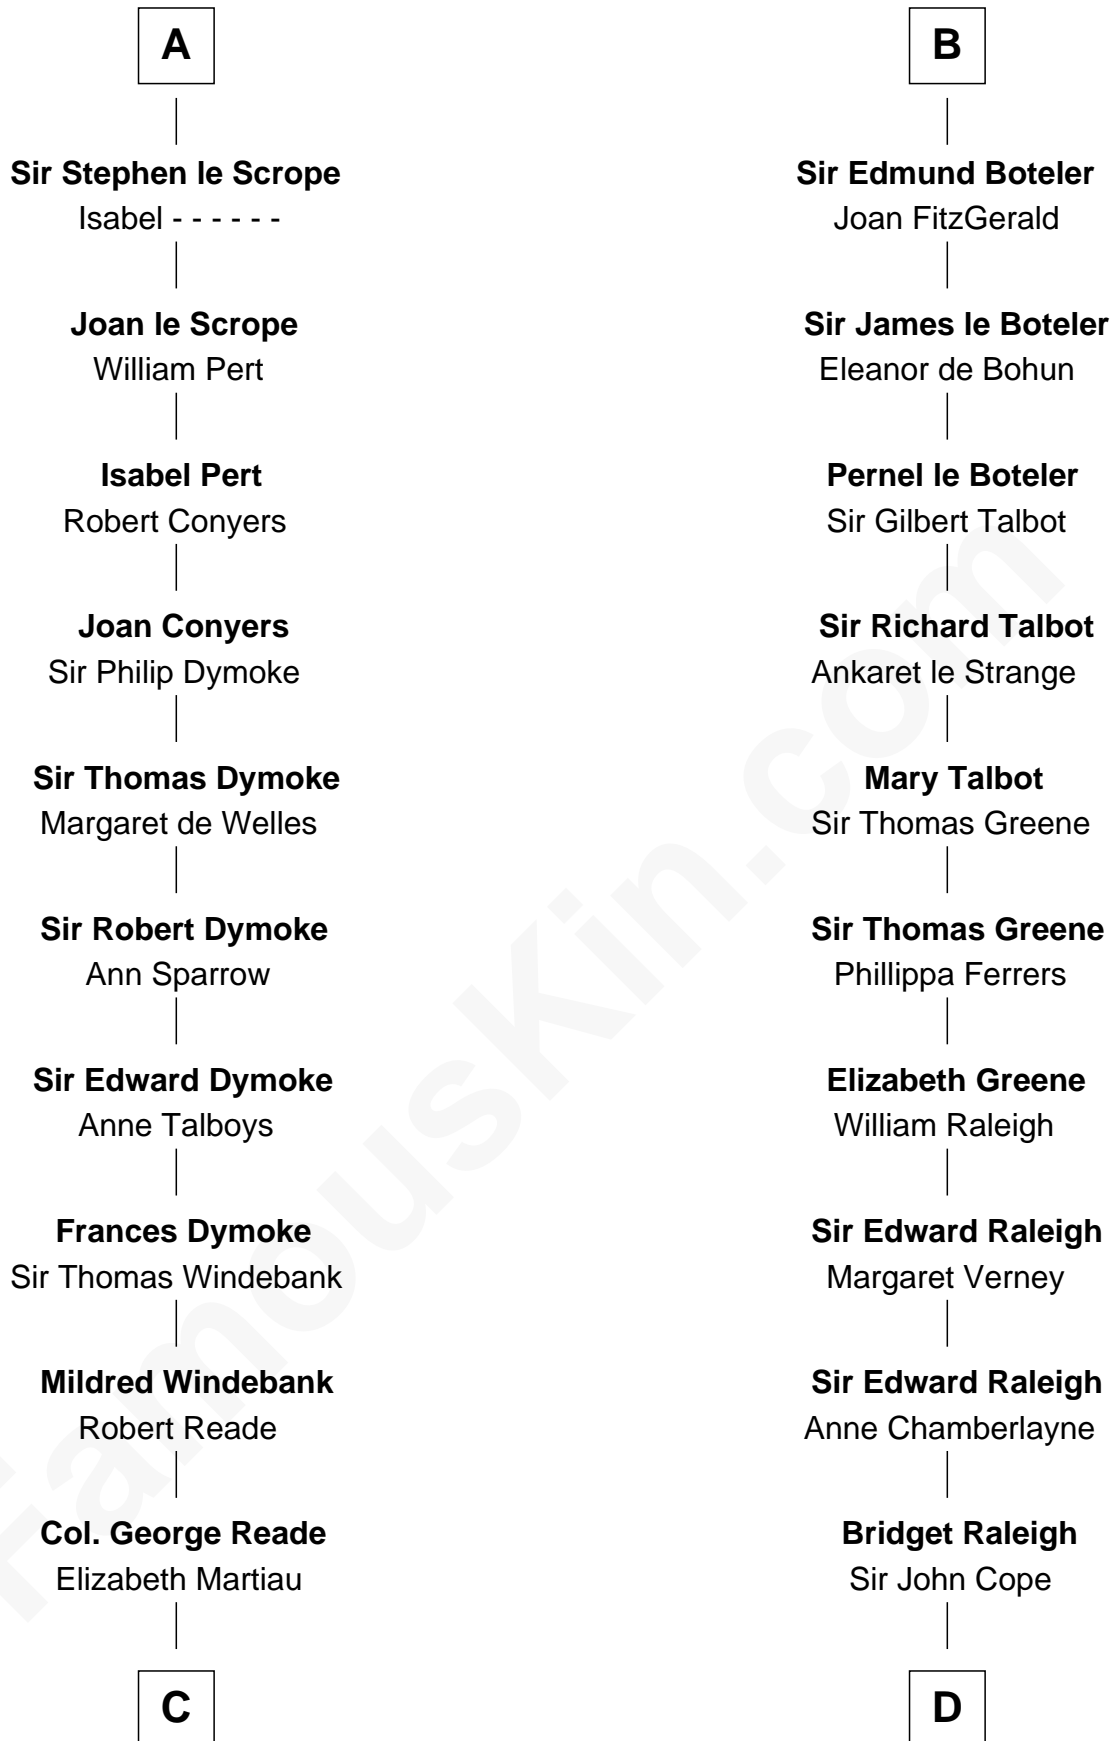 A
Sir Stephen le Scrope
Isabel - - - - - -
Joan le Scrope
William Pert
Isabel Pert
Robert Conyers
Joan Conyers
Sir Philip Dymoke
Sir Thomas Dymoke
Margaret de Welles
Sir Robert Dymoke
Ann Sparrow
Sir Edward Dymoke
Anne Talboys
Frances Dymoke
Sir Thomas Windebank
Mildred Windebank
Robert Reade
Col. George Reade
Elizabeth Martiau
C
B
Sir Edmund Boteler
Joan FitzGerald
Sir James le Boteler
Eleanor de Bohun
Pernel le Boteler
Sir Gilbert Talbot
Sir Richard Talbot
Ankaret le Strange
Mary Talbot
Sir Thomas Greene
Sir Thomas Greene
Phillippa Ferrers
Elizabeth Greene
William Raleigh
Sir Edward Raleigh
Margaret Verney
Sir Edward Raleigh
Anne Chamberlayne
Bridget Raleigh
Sir John Cope
D
FamousKin.com